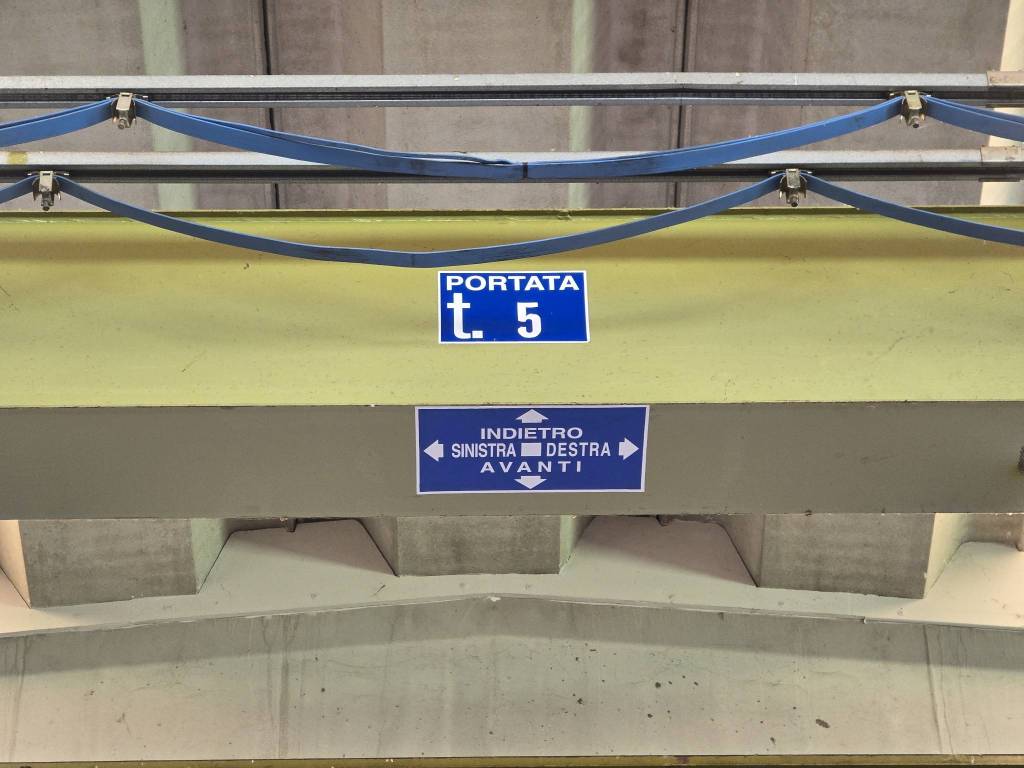 PORTATA
t. 5
INDIETRO
SINISTRA DESTRA
AVANTI